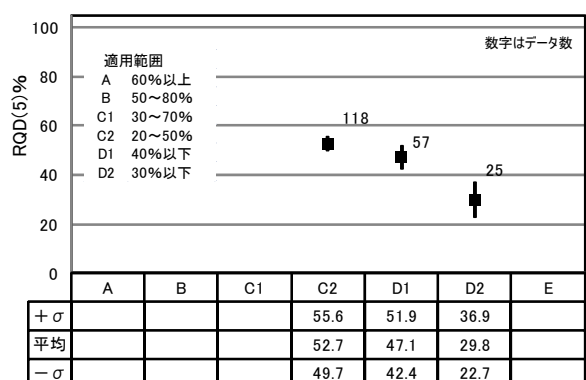 100
80
60
40
20
0
RQD(5)%
数字はデータ数
適用範囲
A 60%以上
B 50～80%
C1 30～70%
C2 20～50%
D1 40%以下
D2 30%以下
118
57
25
A B C1 C2 D1 D2 E
+σ 55.6 51.9 36.9
平均 52.7 47.1 29.8
-σ 49.7 42.4 22.7